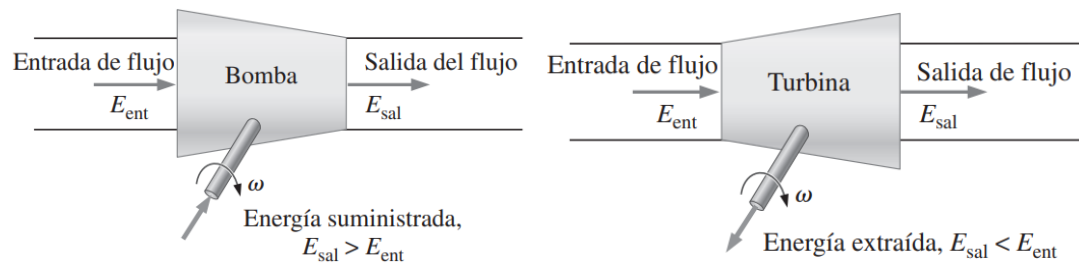 Entrada de flujo
E_ent
Bomba
Salida del flujo
E_sal
ω
Energía suministrada,
E_sal > E_ent
Entrada de flujo
E_ent
Turbina
Salida de flujo
E_sal
ω
Energía extraída, E_sal < E_ent